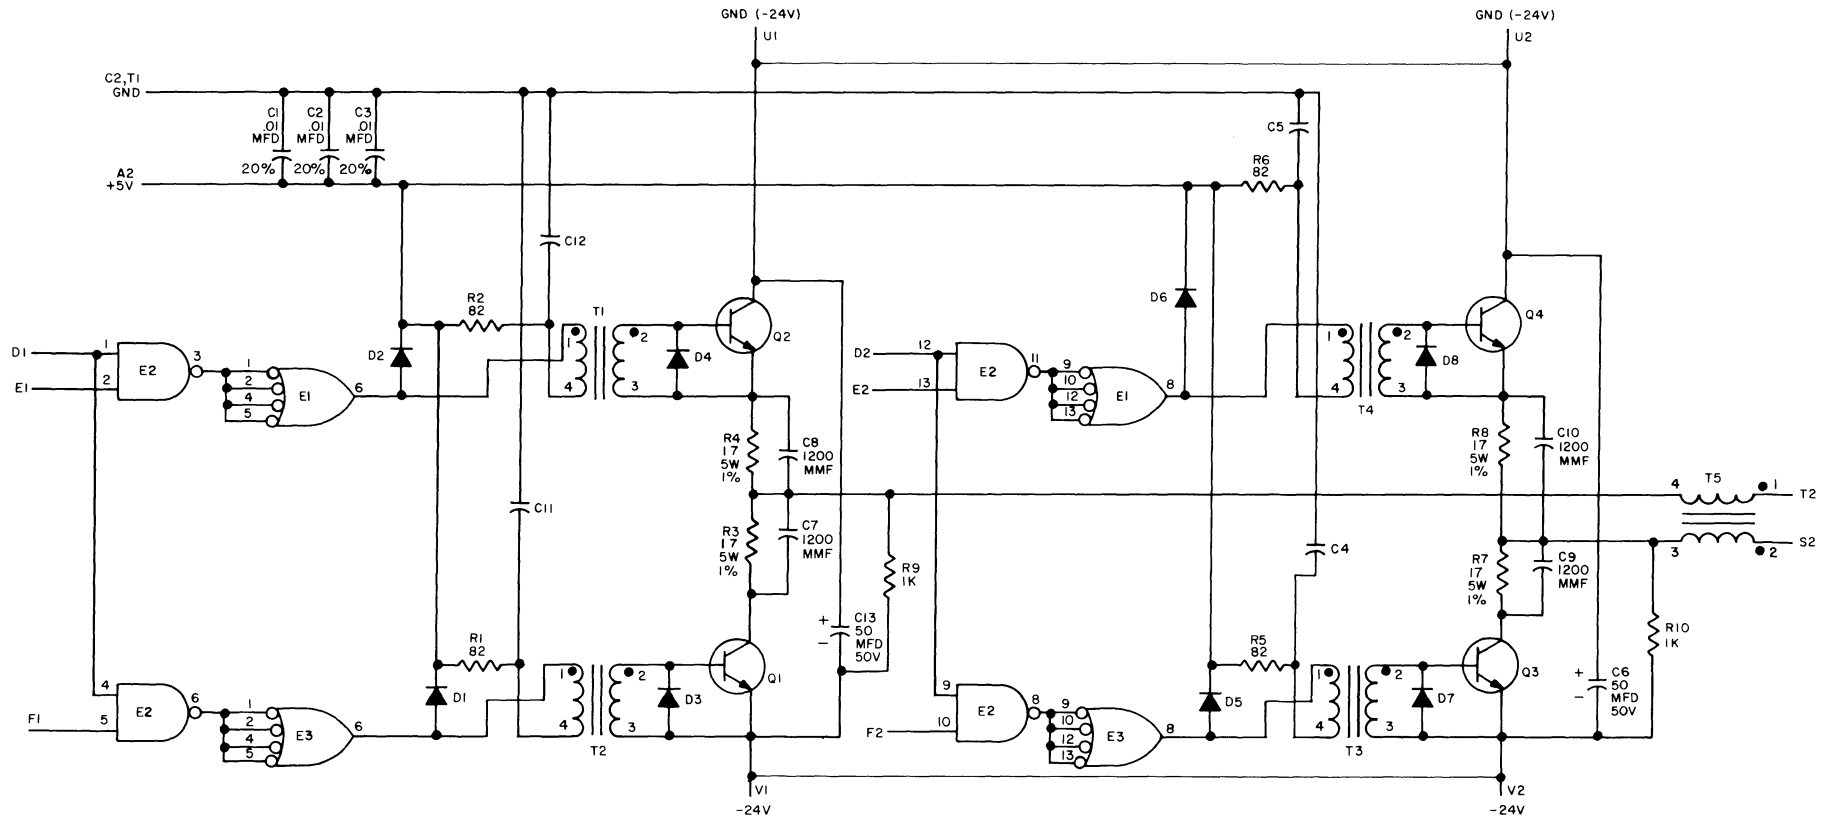 GND (-24V)
U1
GND (-24V)
U2
C2,T1
GND
C1
.01
MFD
20%
C2
.01
MFD
20%
C3
.01
MFD
20%
A2
+5V
C5
R6
82
C12
R2
82
T1
1
2
4
3
D2
D4
Q2
D6
1
2
4
3
T4
D8
Q4
D1
1
E1
2
E2
3
1
2
4
5
E1
6
D2
12
E2
13
E2
11
9
10
12
13
E1
8
R4
17
5W
1%
C8
1200
MMF
R8
17
5W
1%
C10
1200
MMF
C11
R3
17
5W
1%
C7
1200
MMF
R9
1K
C4
4
T5
1
T2
3
2
S2
R7
17
5W
1%
C9
1200
MMF
+
-
C13
50
MFD
50V
R10
1K
+
-
C6
50
MFD
50V
R1
82
D1
1
2
4
3
T2
D3
Q1
R5
82
D5
1
2
4
3
T3
D7
Q3
4
F1
5
E2
6
1
2
4
5
E3
6
9
F2
10
E2
8
9
10
12
13
E3
8
V1
-24V
V2
-24V